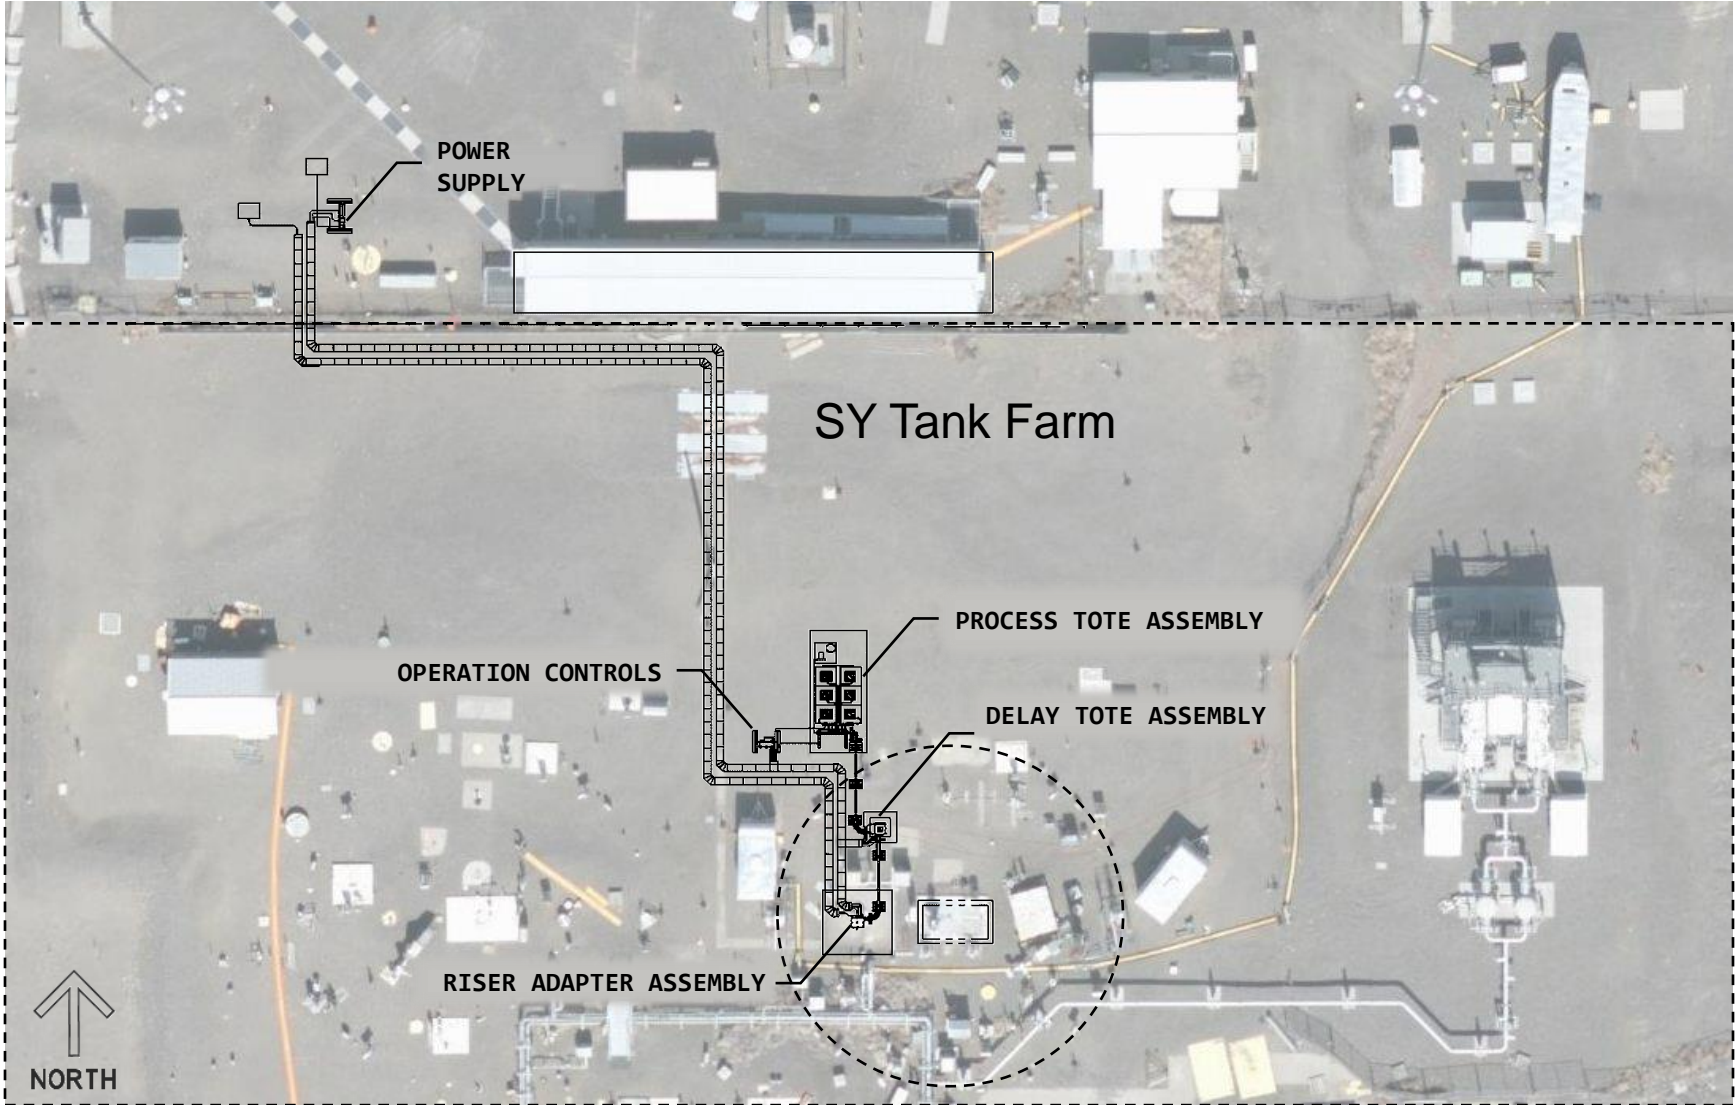 POWER
SUPPLY
SY Tank Farm
PROCESS TOTE ASSEMBLY
OPERATION CONTROLS
DELAY TOTE ASSEMBLY
RISER ADAPTER ASSEMBLY
NORTH